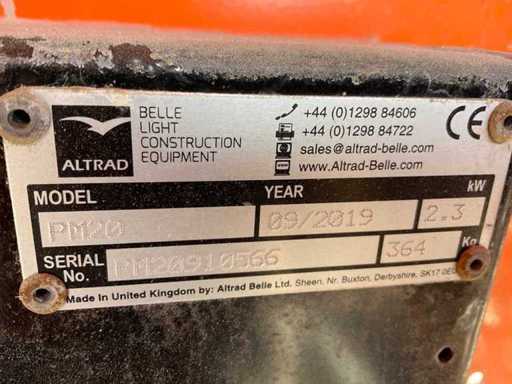 BELLE
LIGHT
CONSTRUCTION
EQUIPMENT
ALTRAD
+44 (0)1298 84606
+44 (0)1298 84722
sales@altrad-belle.com
www.Altrad-Belle.com
CE
MODEL YEAR kW
PM20 09/2019 2.3
SERIAL No. PM20910566 364 Kg
Made In United Kingdom by: Altrad Belle Ltd. Sheen, Nr. Buxton, Derbyshire, SK17